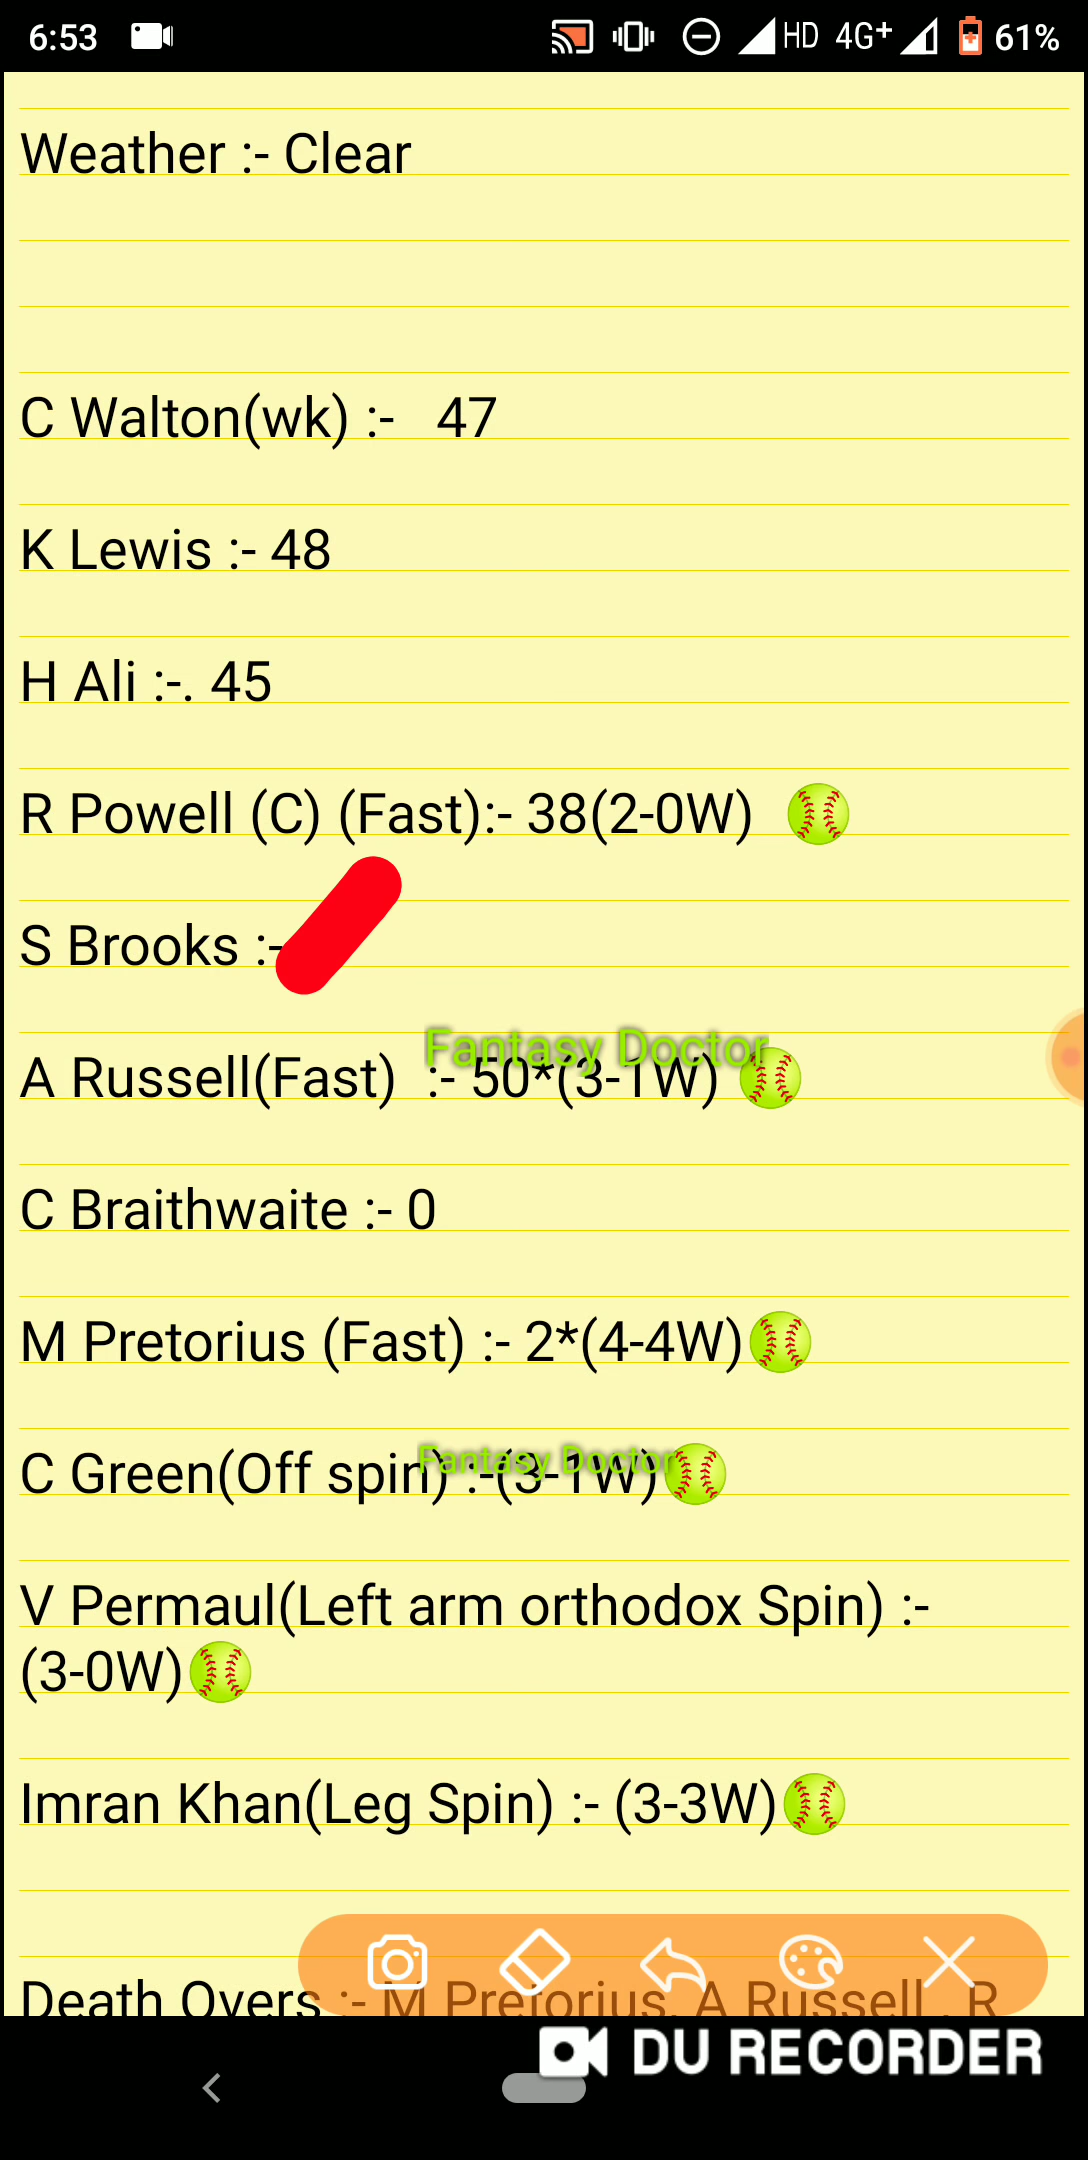 6:53 HD 4G+ 61%
Weather :- Clear
C Walton(wk) :- 47
K Lewis :- 48
H Ali :-. 45
R Powell (C) (Fast):- 38(2-0W)
S Brooks :-
Fantasy Doctor
A Russell(Fast) :- 50*(3-1W)
C Braithwaite :- 0
M Pretorius (Fast) :- 2*(4-4W)
Fantasy Doctor
C Green(Off spin) :-(3-1W)
V Permaul(Left arm orthodox Spin) :-
(3-0W)
Imran Khan(Leg Spin) :- (3-3W)
Death Overs :- M Pretorius, A Russell , R
DU RECORDER